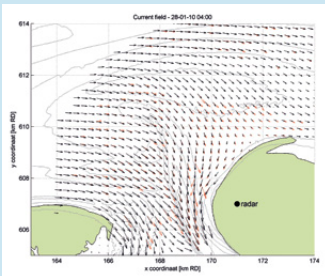 Current field - 28-01-10 04:00
614
612
610
608
606
y coordinaat [km RD]
radar
164
166
168
170
172
174
x coordinaat [km RD]